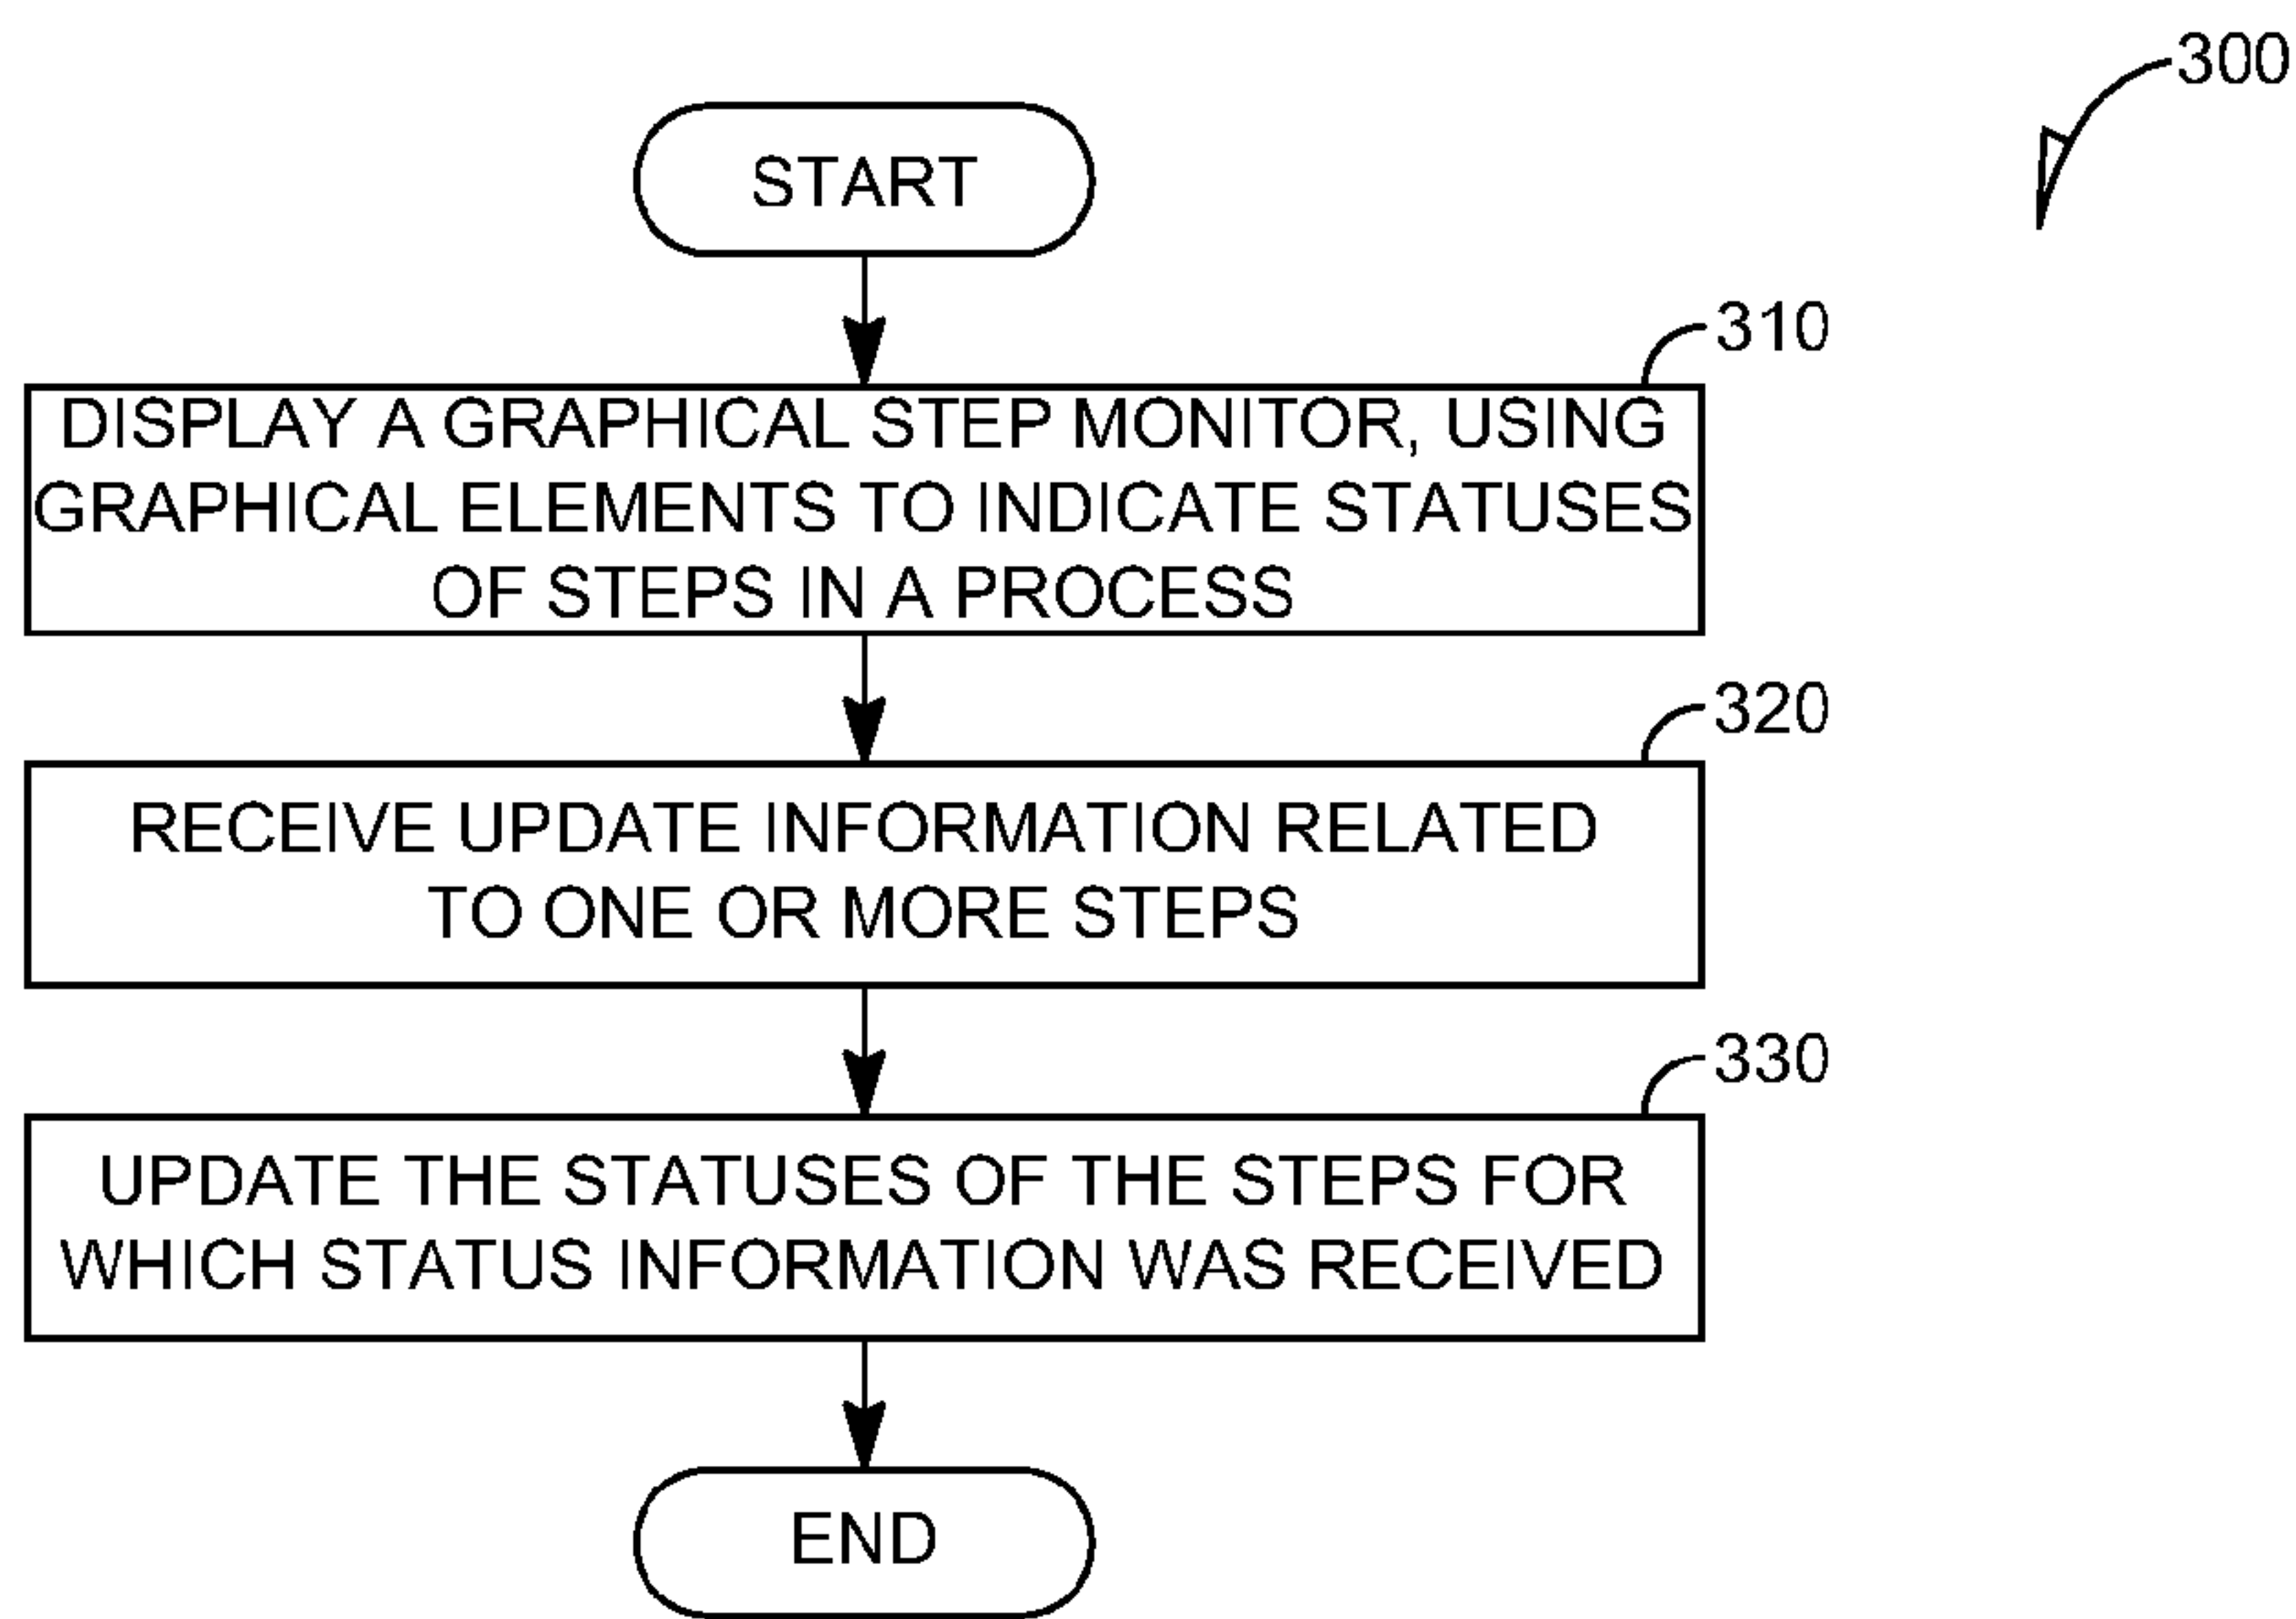 300
START
310
DISPLAY A GRAPHICAL STEP MONITOR, USING
GRAPHICAL ELEMENTS TO INDICATE STATUSES
OF STEPS IN A PROCESS
320
RECEIVE UPDATE INFORMATION RELATED
TO ONE OR MORE STEPS
330
UPDATE THE STATUSES OF THE STEPS FOR
WHICH STATUS INFORMATION WAS RECEIVED
END